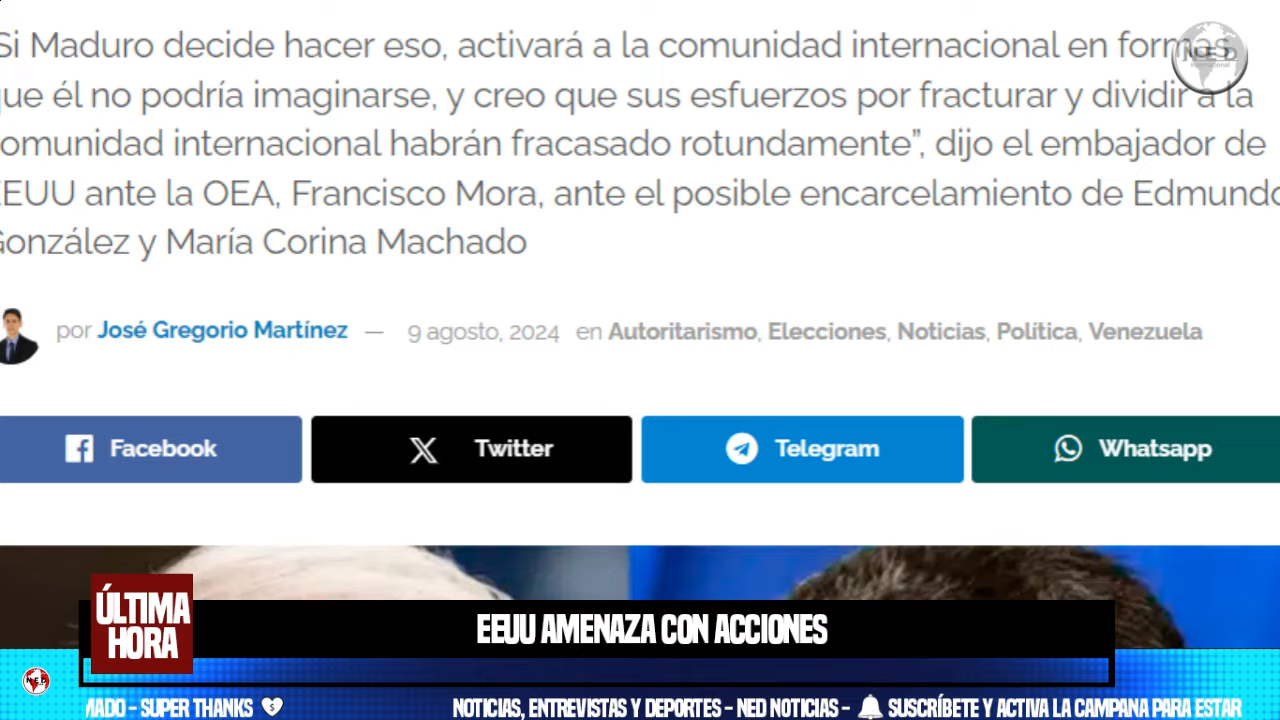 Si Maduro decide hacer eso, activará a la comunidad internacional en formas
que él no podría imaginarse, y creo que sus esfuerzos por fracturar y dividir a la
comunidad internacional habrán fracasado rotundamente”, dijo el embajador de
EEUU ante la OEA, Francisco Mora, ante el posible encarcelamiento de Edmundo
González y María Corina Machado
por José Gregorio Martínez — 9 agosto, 2024 en Autoritarismo, Elecciones, Noticias, Política, Venezuela
Facebook Twitter Telegram Whatsapp
ÚLTIMA
HORA
EEUU AMENAZA CON ACCIONES
MADO - SUPER THANKS NOTICIAS, ENTREVISTAS Y DEPORTES - NED NOTICIAS - SUSCRÍBETE Y ACTIVA LA CAMPANA PARA ESTAR